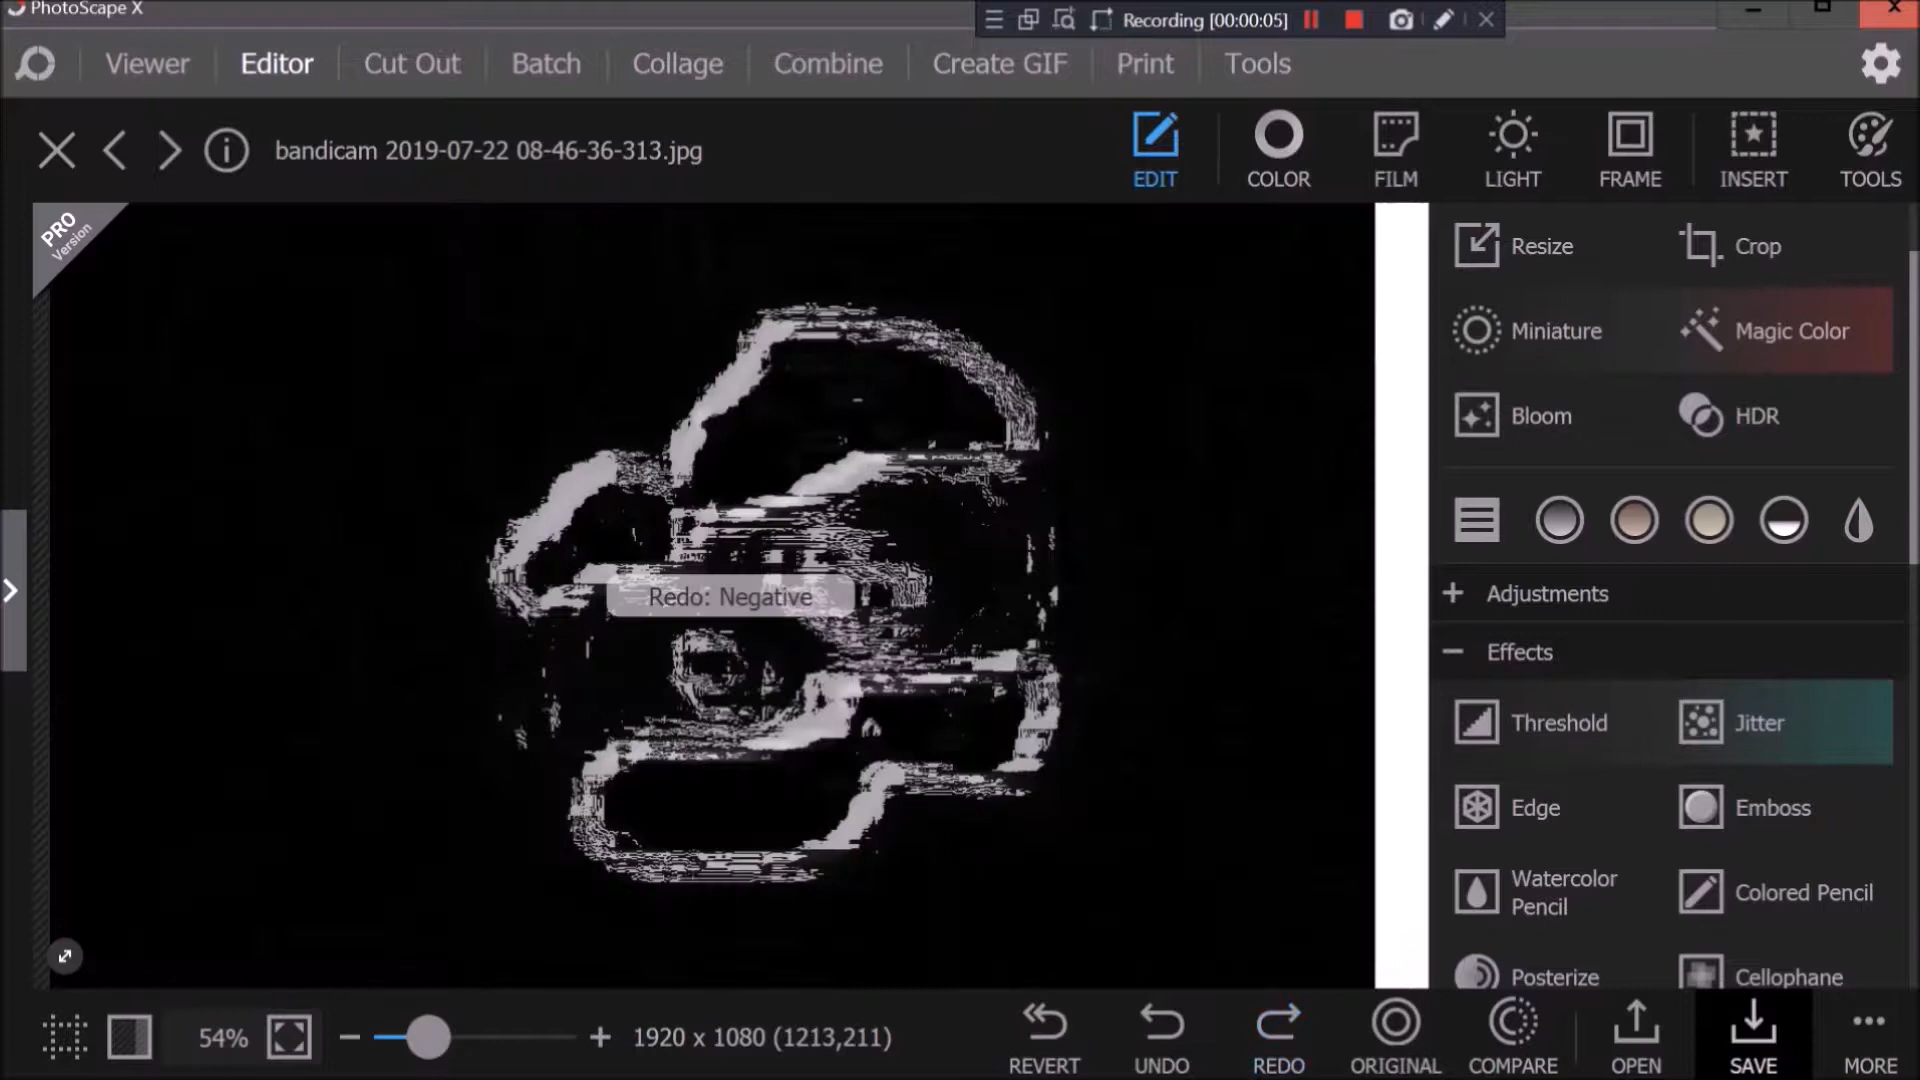 PhotoScape X
Recording [00:00:05]
Viewer
Editor
Cut Out
Batch
Collage
Combine
Create GIF
Print
Tools
bandicam 2019-07-22 08-46-36-313.jpg
EDIT
COLOR
FILM
LIGHT
FRAME
INSERT
TOOLS
PRO
Version
Resize
Crop
Miniature
Magic Color
Bloom
HDR
Adjustments
Redo: Negative
Effects
Threshold
Jitter
Edge
Emboss
Watercolor
Pencil
Colored Pencil
Posterize
Cellophane
54%
1920 x 1080 (1213,211)
REVERT
UNDO
REDO
ORIGINAL
COMPARE
OPEN
SAVE
MORE